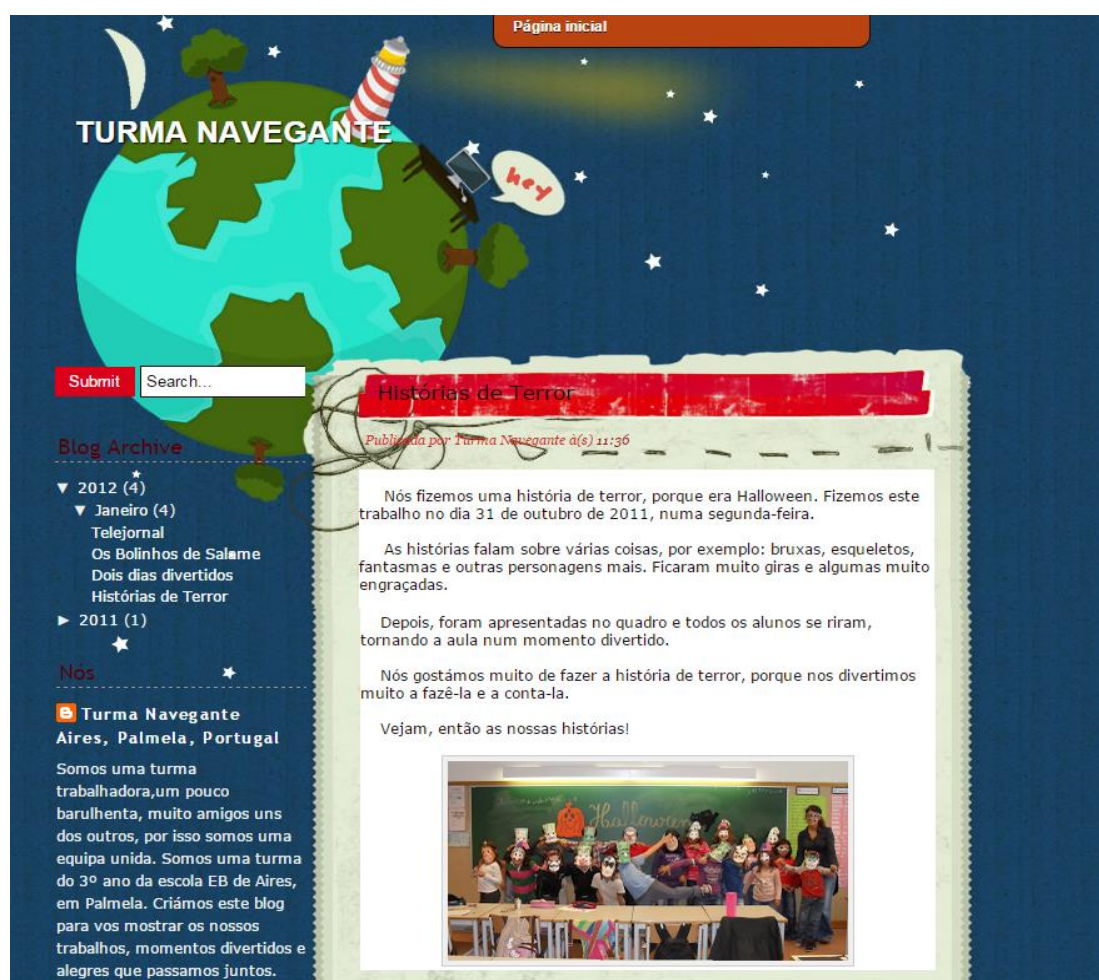 Página inicial
TURMA NAVEGANTE
hey
Submit Search...
Histórias de Terror
Publicada por Turma Navegante à(s) 11:36
Blog Archive
▼ 2012 (4)
▼ Janeiro (4)
Telejornal
Os Bolinhos de Salame
Dois dias divertidos
Histórias de Terror
► 2011 (1)
Nós
Turma Navegante
Aires, Palmela, Portugal
Somos uma turma
trabalhadora,um pouco
barulhenta, muito amigos uns
dos outros, por isso somos uma
equipa unida. Somos uma turma
do 3º ano da escola EB de Aires,
em Palmela. Criámos este blog
para vos mostrar os nossos
trabalhos, momentos divertidos e
alegres que passamos juntos.
Nós fizemos uma história de terror, porque era Halloween. Fizemos este
trabalho no dia 31 de outubro de 2011, numa segunda-feira.
As histórias falam sobre várias coisas, por exemplo: bruxas, esqueletos,
fantasmas e outras personagens mais. Ficaram muito giras e algumas muito
engraçadas.
Depois, foram apresentadas no quadro e todos os alunos se riram,
tornando a aula num momento divertido.
Nós gostámos muito de fazer a história de terror, porque nos divertimos
muito a fazê-la e a conta-la.
Vejam, então as nossas histórias!
Halloween